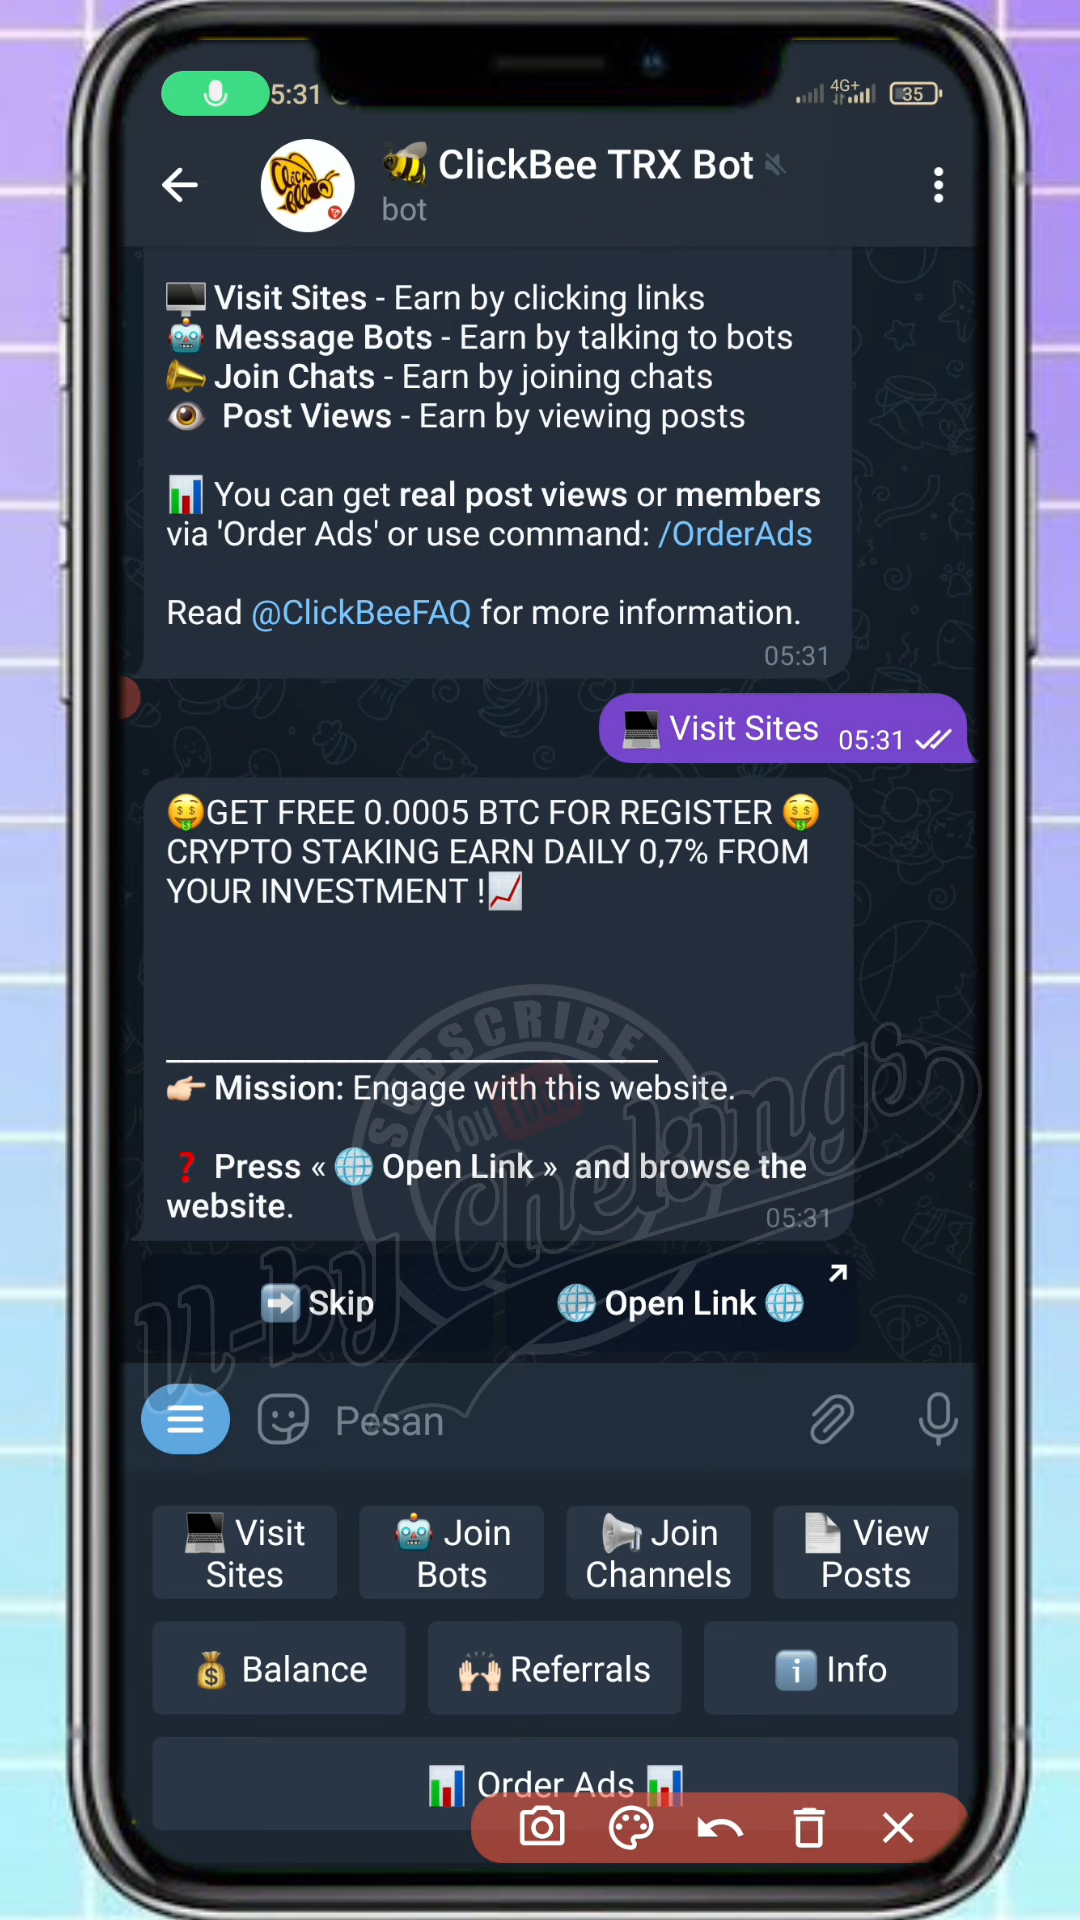 5:31
4G+
35
ClickBee TRX Bot
bot
Visit Sites - Earn by clicking links
Message Bots - Earn by talking to bots
Join Chats - Earn by joining chats
Post Views - Earn by viewing posts
You can get real post views or members
via 'Order Ads' or use command: /OrderAds
Read @ClickBeeFAQ for more information.
05:31
Visit Sites 05:31
GET FREE 0.0005 BTC FOR REGISTER
CRYPTO STAKING EARN DAILY 0,7% FROM
YOUR INVESTMENT !
SUBSCRIBE
👉🏻 Mission: Engage with this website.
YouTube
❓ Press « 🌐 Open Link » and browse the
website.
05:31
U-by Chekings
Skip
Open Link
Pesan
Visit
Sites
Join
Bots
Join
Channels
View
Posts
Balance
Referrals
Info
Order Ads